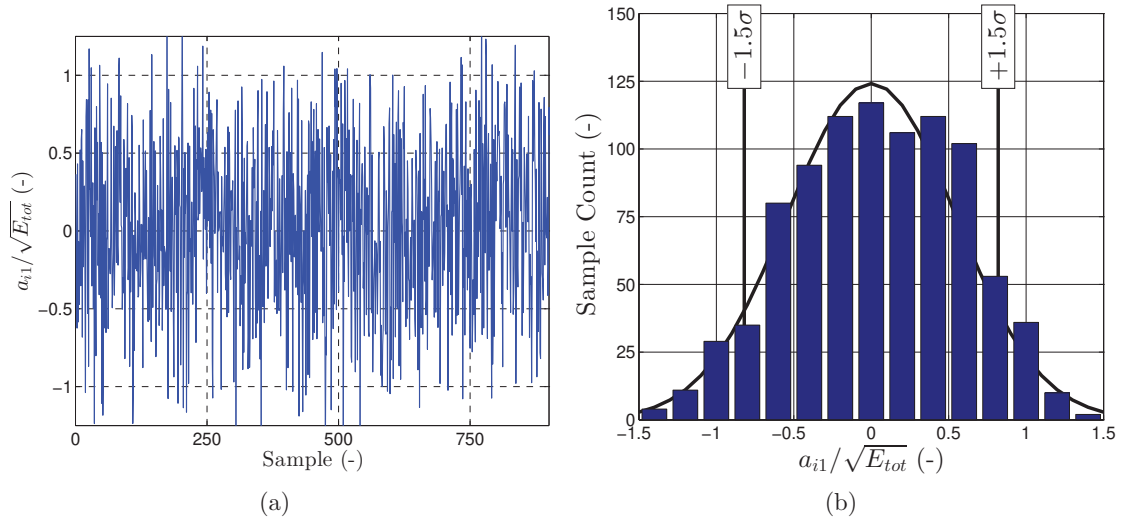 1
0.5
0
−0.5
−1
a_{i1}/√E_{tot} (-)
0 250 500 750
Sample (-)
(a)
150
125
100
75
50
25
0
Sample Count (-)
−1.5σ
+1.5σ
−1.5 −1 −0.5 0 0.5 1 1.5
a_{i1}/√E_{tot} (-)
(b)